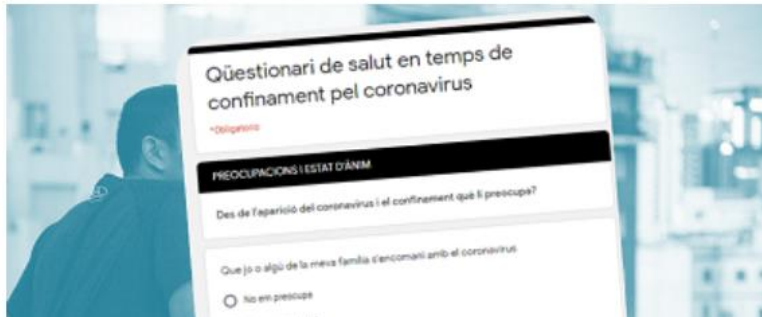 Qüestionari de salut en temps de
confinament pel coronavirus
*Obligatorio
PREOCUPACIONS I ESTAT D'ÀNIM
Des de l'aparició del coronavirus i el confinament què li preocupa?
Que jo o algú de la meva família s'encomani amb el coronavirus
No em preocupa